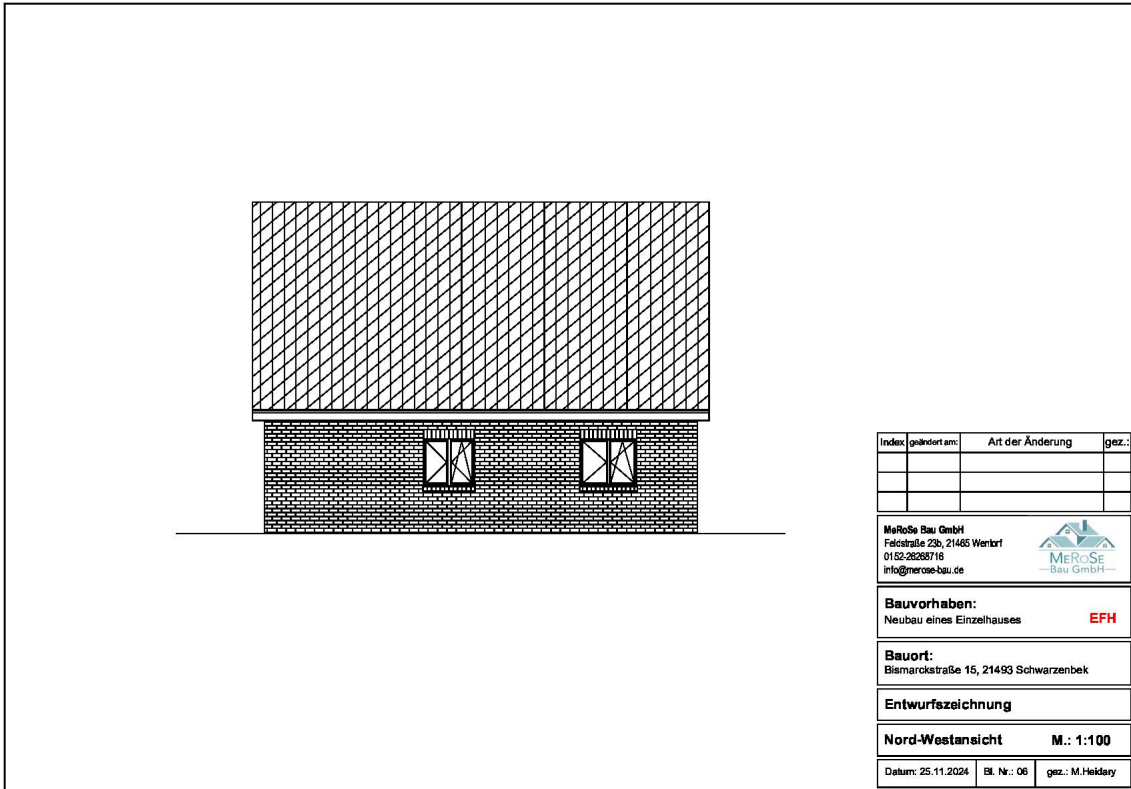 Index geändert am: Art der Änderung gez.:
MeRoSe Bau GmbH
Feldstraße 23b, 21465 Wentorf
0152-26268716
info@merose-bau.de
MEROSE
Bau GmbH
Bauvorhaben:
Neubau eines Einzelhauses EFH
Bauort:
Bismarckstraße 15, 21493 Schwarzenbek
Entwurfszeichnung
Nord-Westansicht M.: 1:100
Datum: 25.11.2024 Bl. Nr.: 06 gez.: M.Heidary